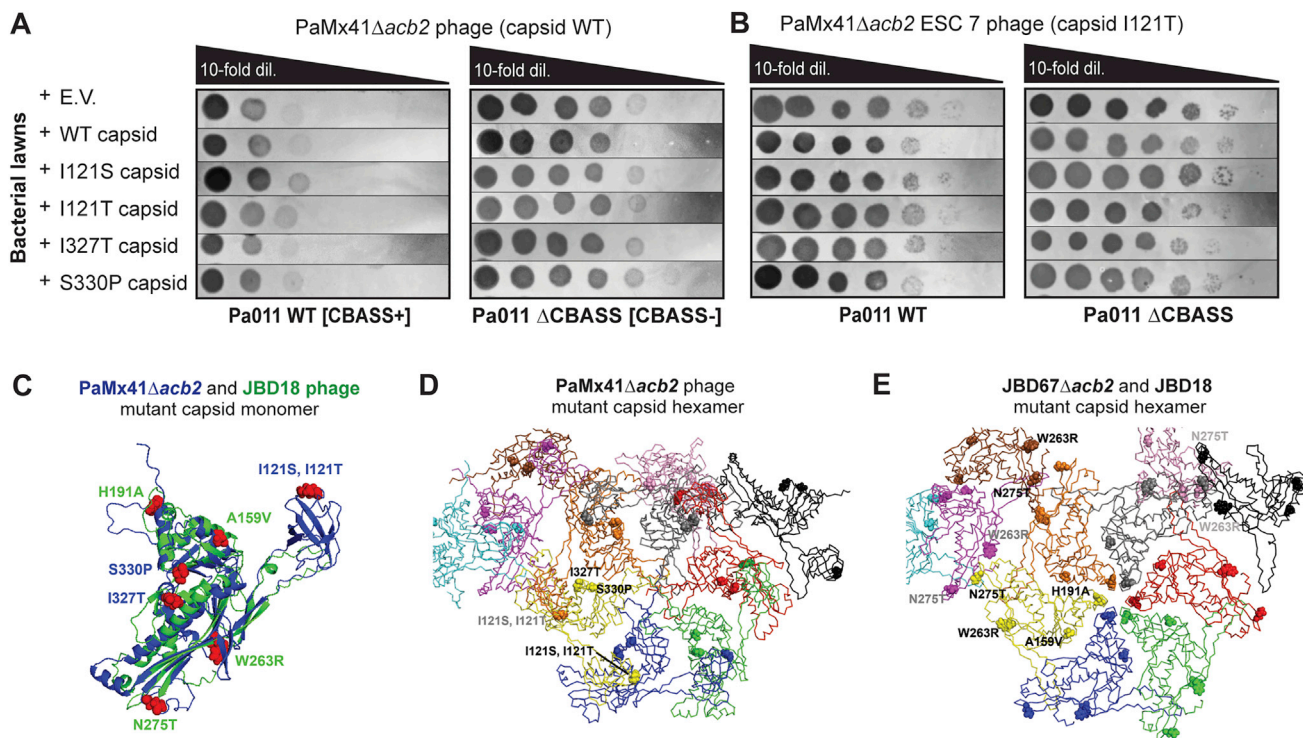 A
PaMx41Δacb2 phage (capsid WT)
10-fold dil.
10-fold dil.
Bacterial lawns
+ E.V.
+ WT capsid
+ I121S capsid
+ I121T capsid
+ I327T capsid
+ S330P capsid
Pa011 WT [CBASS+]
Pa011 ΔCBASS [CBASS-]
B
PaMx41Δacb2 ESC 7 phage (capsid I121T)
10-fold dil.
10-fold dil.
Pa011 WT
Pa011 ΔCBASS
C
PaMx41Δacb2 and JBD18 phage
mutant capsid monomer
I121S, I121T
H191A
A159V
S330P
I327T
W263R
N275T
D
PaMx41Δacb2 phage
mutant capsid hexamer
I327T
S330P
I121S, I121T
I121S, I121T
E
JBD67Δacb2 and JBD18
mutant capsid hexamer
W263R
N275T
N275T
W263R
W263R
N275T
N275T
H191A
W263R
A159V